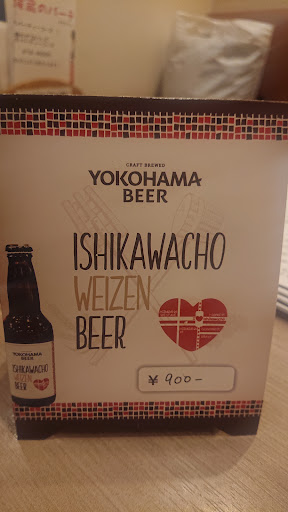 CRAFT BREWED
YOKOHAMA
BEER
ISHIKAWACHO
WEIZEN
BEER
¥ 900-
YOKOHAMA
BEER
ISHIKAWACHO
WEIZEN
BEER